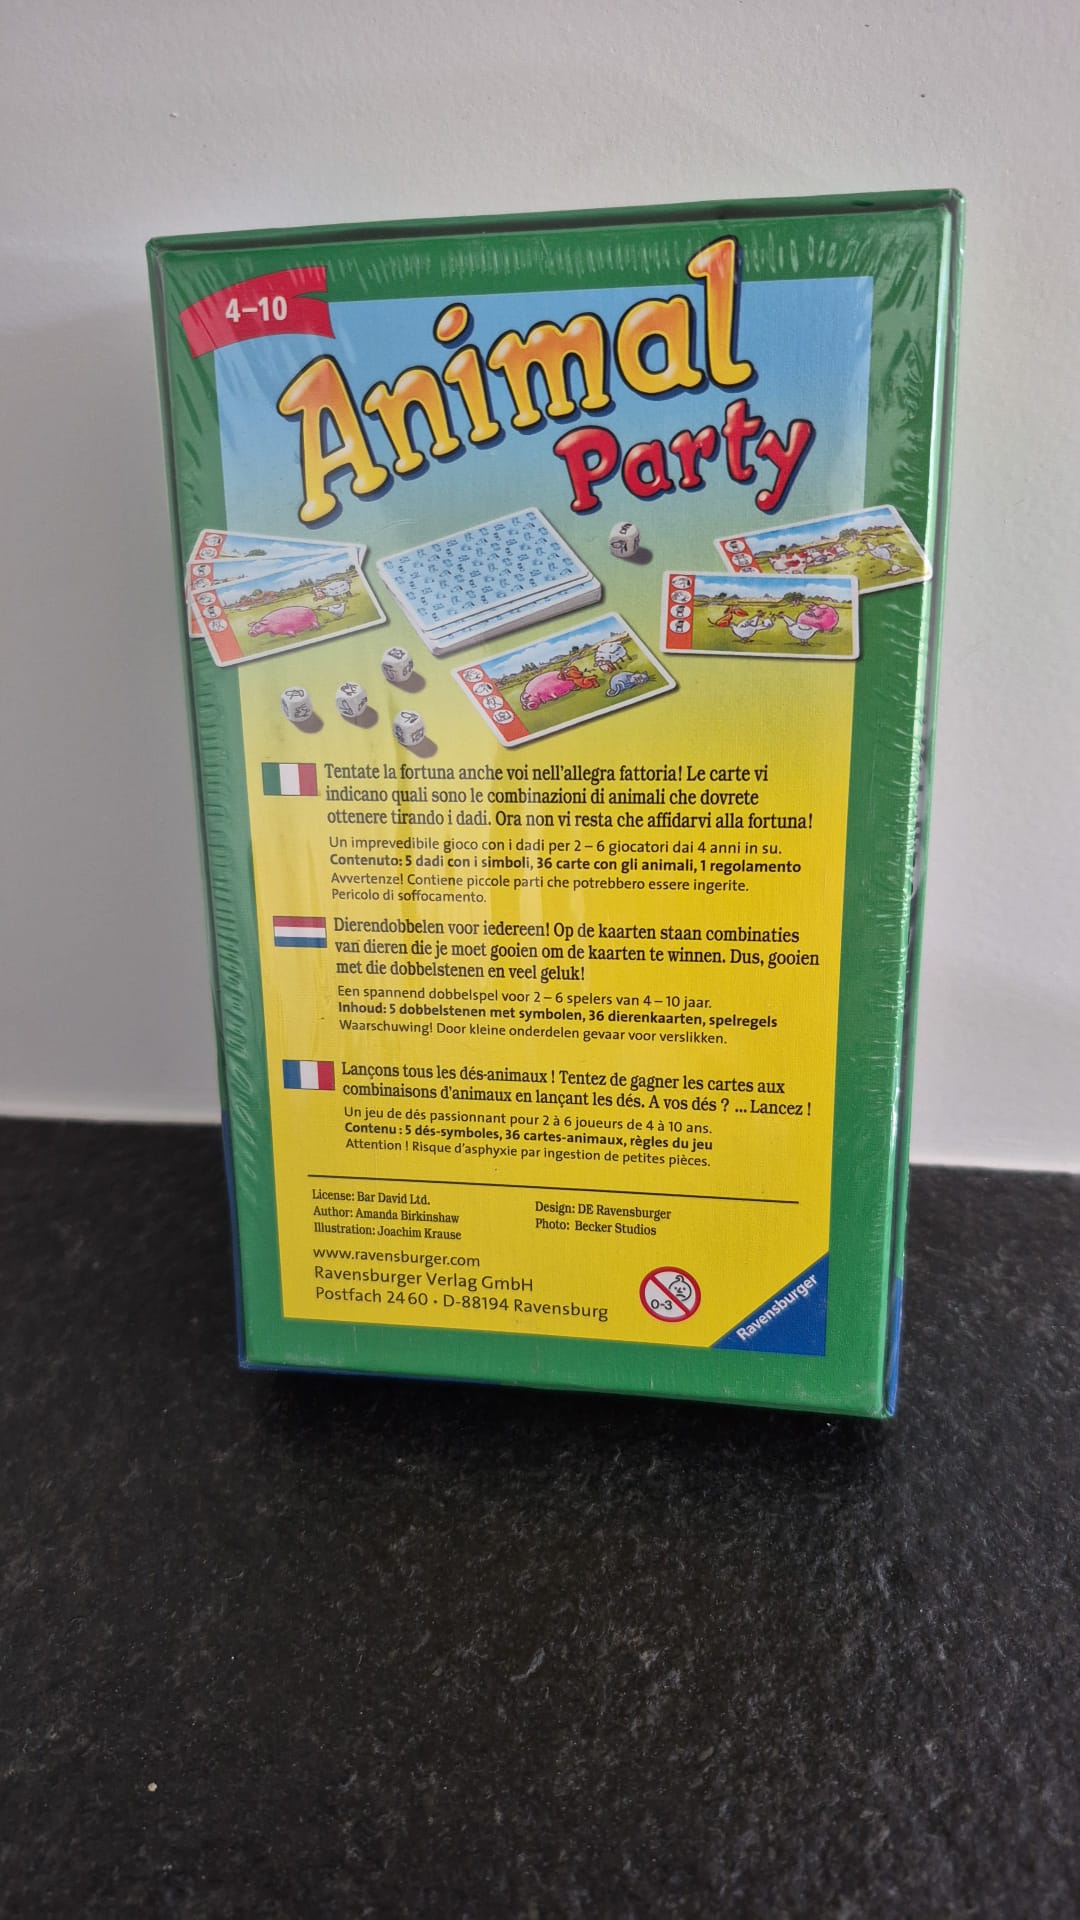 4–10
Animal
Party
Tentate la fortuna anche voi nell'allegra fattoria! Le carte vi
indicano quali sono le combinazioni di animali che dovrete
ottenere tirando i dadi. Ora non vi resta che affidarvi alla fortuna!
Un imprevedibile gioco con i dadi per 2 – 6 giocatori dai 4 anni in su.
Contenuto: 5 dadi con i simboli, 36 carte con gli animali, 1 regolamento
Avvertenze! Contiene piccole parti che potrebbero essere ingerite.
Pericolo di soffocamento.
Dierendobbelen voor iedereen! Op de kaarten staan combinaties
van dieren die je moet gooien om de kaarten te winnen. Dus, gooien
met die dobbelstenen en veel geluk!
Een spannend dobbelspel voor 2 – 6 spelers van 4 – 10 jaar.
Inhoud: 5 dobbelstenen met symbolen, 36 dierenkaarten, spelregels
Waarschuwing! Door kleine onderdelen gevaar voor verslikken.
Lançons tous les dés-animaux ! Tentez de gagner les cartes aux
combinaisons d'animaux en lançant les dés. A vos dés ? ... Lancez !
Un jeu de dés passionnant pour 2 à 6 joueurs de 4 à 10 ans.
Contenu : 5 dés-symboles, 36 cartes-animaux, règles du jeu
Attention ! Risque d'asphyxie par ingestion de petites pièces.
License: Bar David Ltd.
Author: Amanda Birkinshaw
Illustration: Joachim Krause
Design: DE Ravensburger
Photo: Becker Studios
www.ravensburger.com
Ravensburger Verlag GmbH
Postfach 24 60 • D-88194 Ravensburg
0-3
Ravensburger